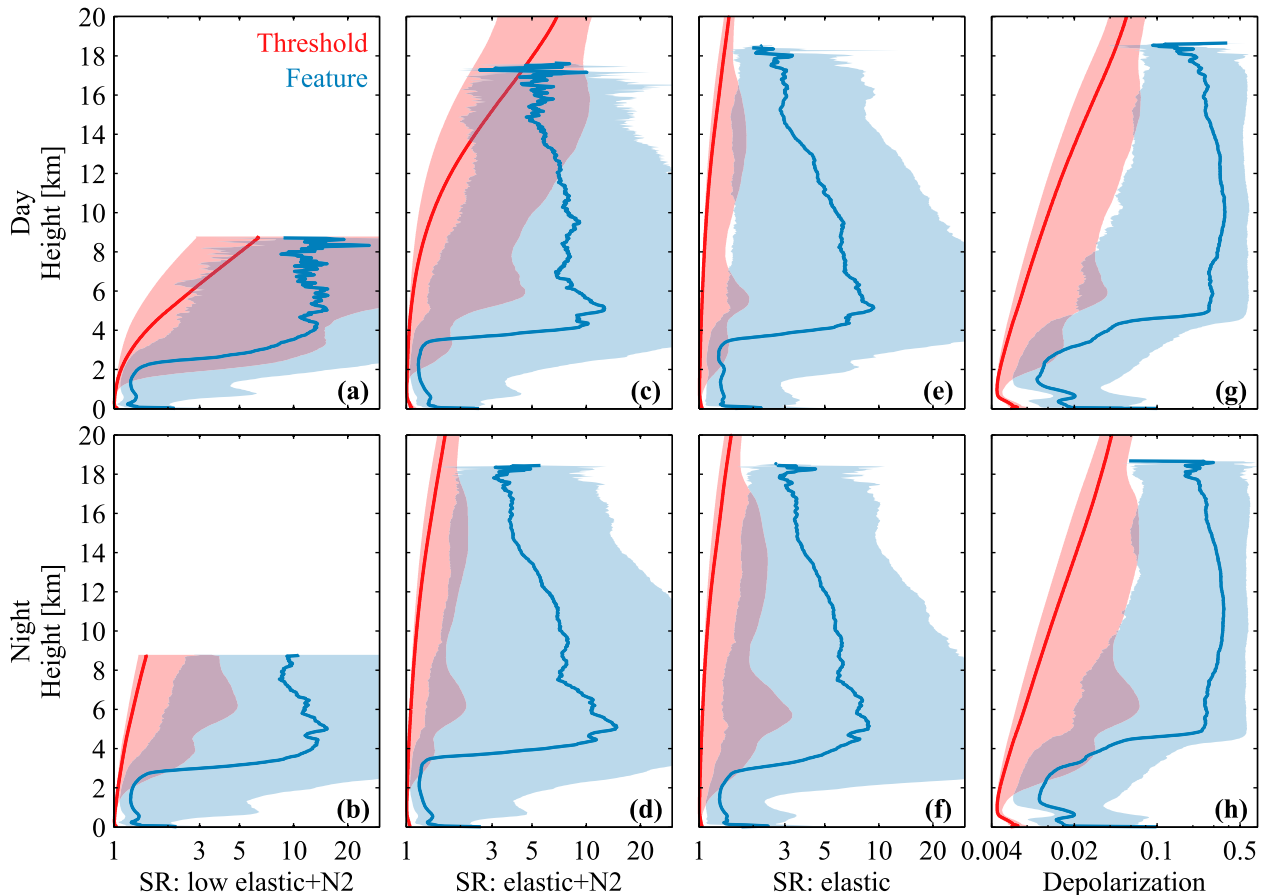 20
18
16
14
12
10
8
6
4
2
0
Day
Height [km]
Threshold
Feature
(a)
(c)
(e)
(g)
20
18
16
14
12
10
8
6
4
2
0
Night
Height [km]
(b)
(d)
(f)
(h)
1 3 5 10 20
1 3 5 10 20
1 3 5 10 20
0.004 0.02 0.1 0.5
SR: low elastic+N2
SR: elastic+N2
SR: elastic
Depolarization